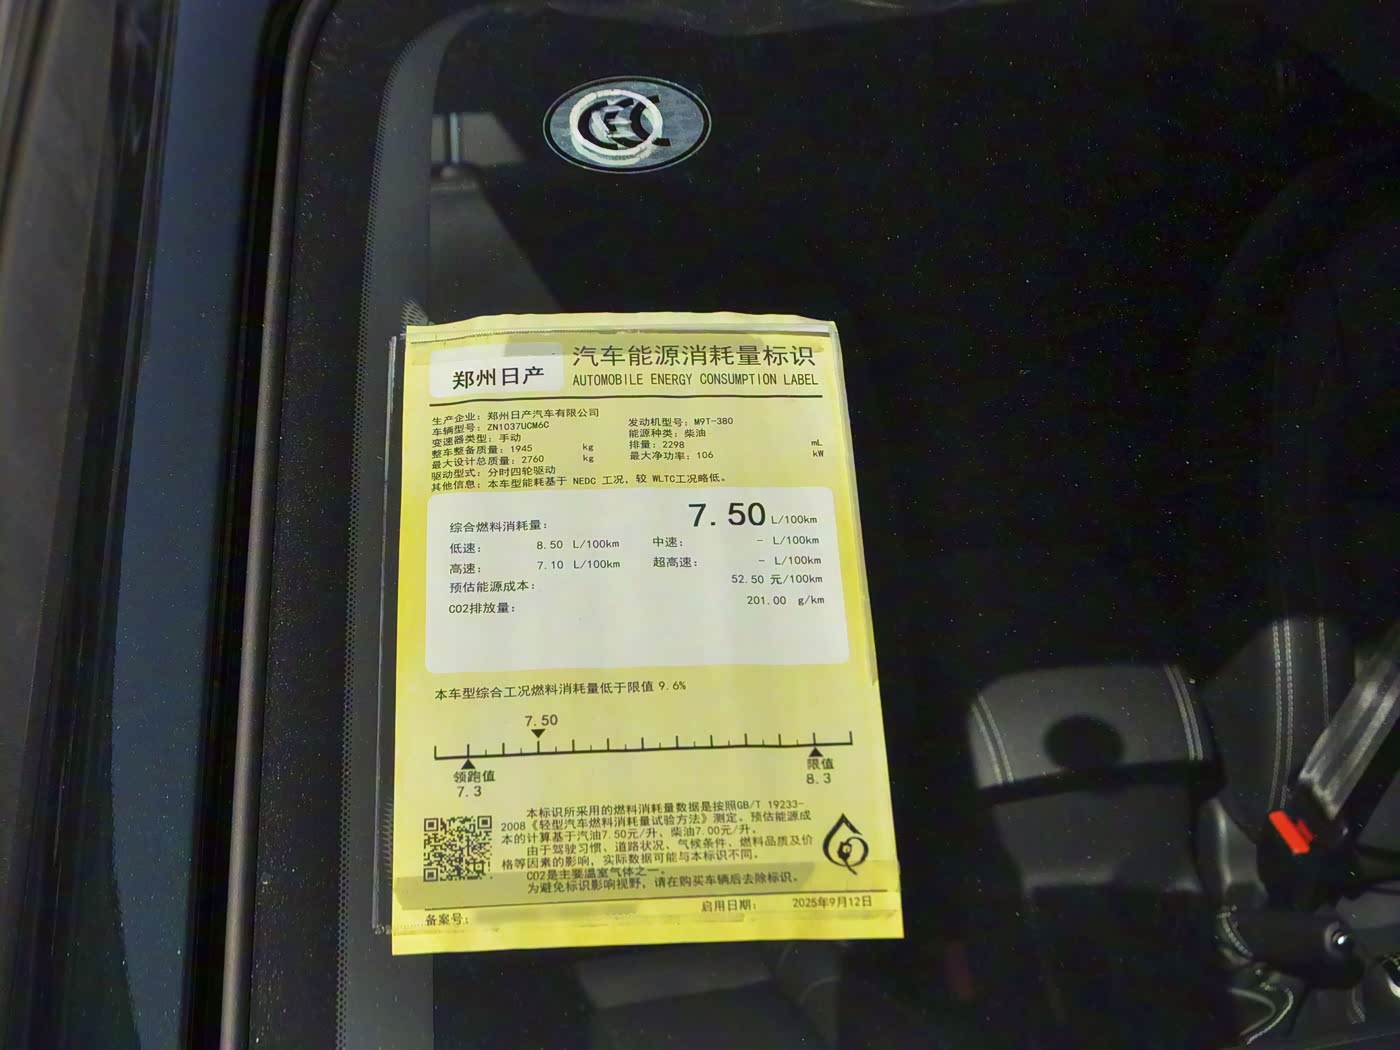 郑州日产
汽车能源消耗量标识
AUTOMOBILE ENERGY CONSUMPTION LABEL
生产企业: 郑州日产汽车有限公司
车辆型号: ZN1037UCM6C
发动机型号: M9T-380
变速器类型: 手动
能源种类: 柴油
整车整备质量: 1945 kg
排量: 2298 mL
最大设计总质量: 2760 kg
最大净功率: 106 kW
驱动型式: 分时四轮驱动
其他信息: 本车型能耗基于 NEDC 工况, 较 WLTC工况略低。
综合燃料消耗量: 7.50 L/100km
低速: 8.50 L/100km 中速: - L/100km
高速: 7.10 L/100km 超高速: - L/100km
预估能源成本: 52.50 元/100km
CO2排放量: 201.00 g/km
本车型综合工况燃料消耗量低于限值 9.6%
7.50
领跑值
7.3
限值
8.3
本标识所采用的燃料消耗量数据是按照GB/T 19233-
2008《轻型汽车燃料消耗量试验方法》测定。预估能源成
本的计算基于汽油7.50元/升、柴油7.00元/升。
由于驾驶习惯、道路状况、气候条件、燃料品质及价
格等因素的影响, 实际数据可能与本标识不同。
CO2是主要温室气体之一。
为避免标识影响视野, 请在购买车辆后去除标识。
备案号:
启用日期: 2025年9月12日